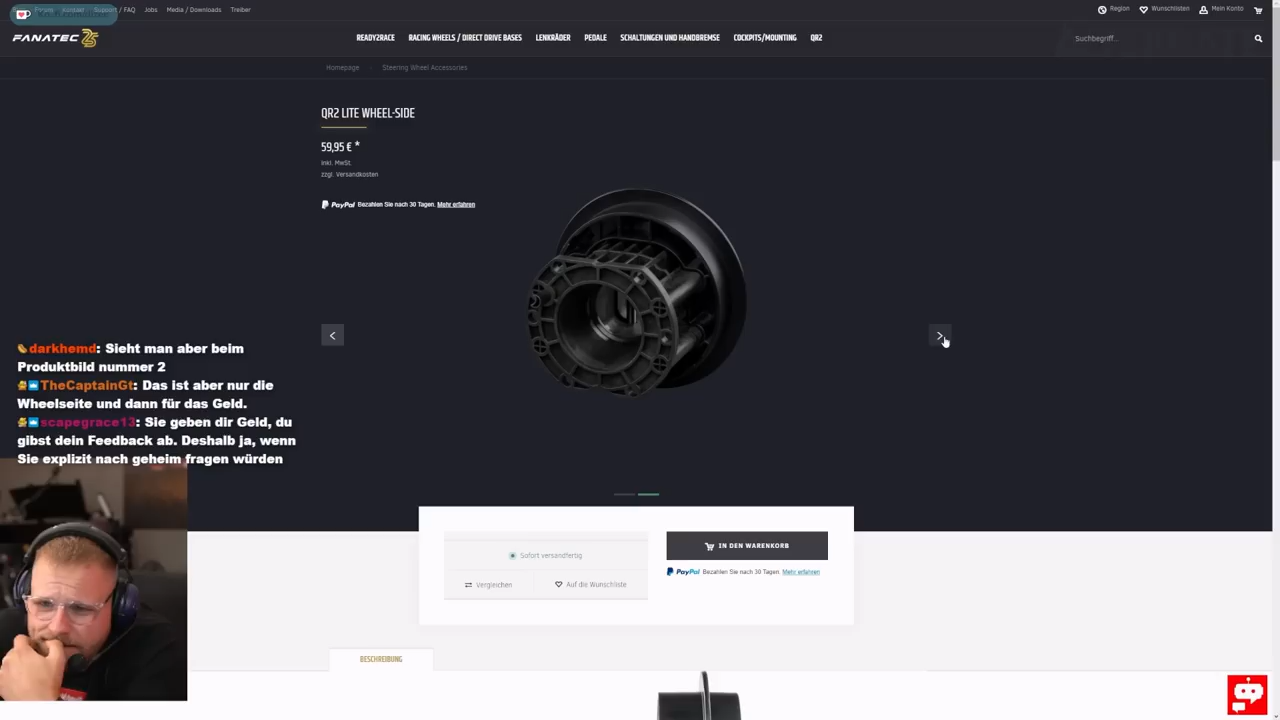 Support / FAQ
Jobs
Media / Downloads
Treiber
Region
Wunschlisten
Mein Konto
FANATEC
READY2RACE
RACING WHEELS / DIRECT DRIVE BASES
LENKRÄDER
PEDALE
SCHALTUNGEN UND HANDBREMSE
COCKPITS/MOUNTING
QR2
Suchbegriff...
Homepage
Steering Wheel Accessories
QR2 LITE WHEEL-SIDE
59,95 € *
Inkl. MwSt.
zzgl. Versandkosten
PayPal Bezahlen Sie nach 30 Tagen. Mehr erfahren
darkhemd: Sieht man aber beim
Produktbild nummer 2
TheCaptainGt: Das ist aber nur die
Wheelseite und dann für das Geld.
scapegrace13: Sie geben dir Geld, du
gibst dein Feedback ab. Deshalb ja, wenn
Sie explizit nach geheim fragen würden
Sofort versandfertig
Vergleichen
Auf die Wunschliste
IN DEN WARENKORB
PayPal Bezahlen Sie nach 30 Tagen. Mehr erfahren
BESCHREIBUNG